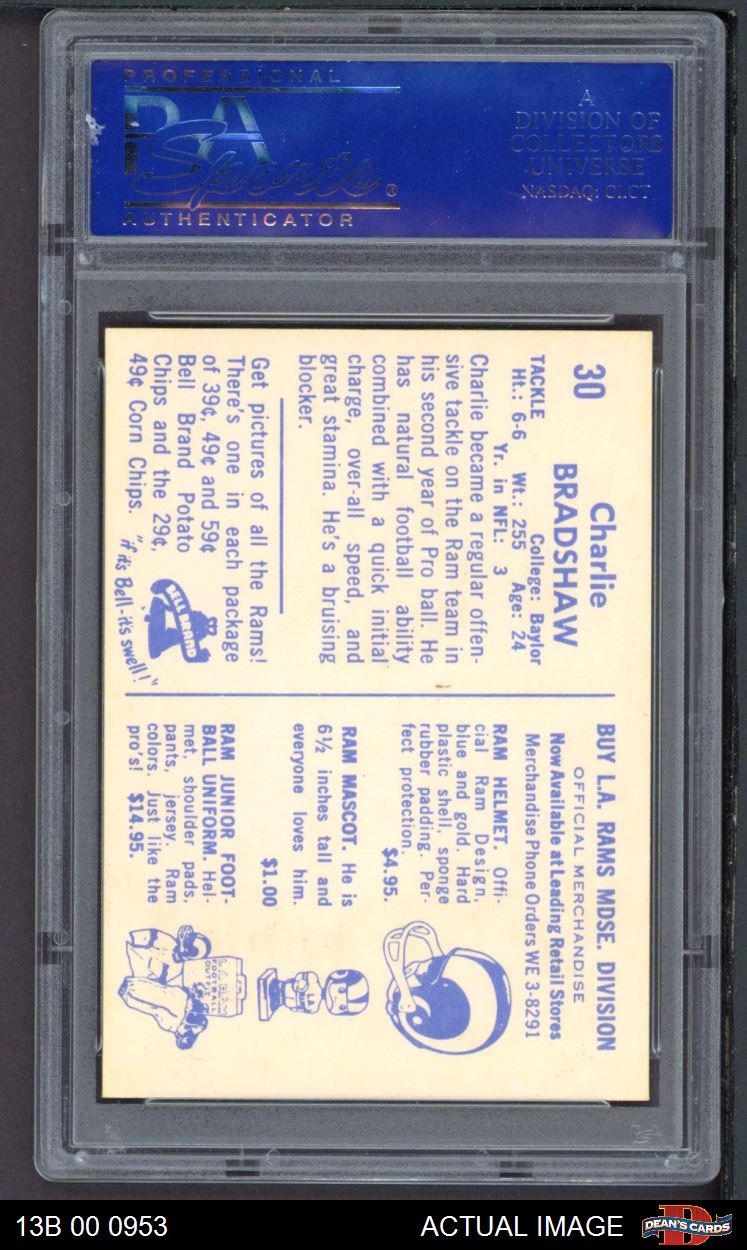 PROFESSIONAL
PSA
Sports ®
AUTHENTICATOR
A
DIVISION OF
COLLECTORS
UNIVERSE
NASDAQ: CLCT
30
Charlie
BRADSHAW
TACKLE
College: Baylor
Ht.: 6-6 Wt.: 255 Age: 24
Yr. in NFL: 3
Charlie became a regular offen-
sive tackle on the Ram team in
his second year of Pro ball. He
has natural football ability
combined with a quick initial
charge, over-all speed, and
great stamina. He's a bruising
blocker.
Get pictures of all the Rams!
There's one in each package
of 39¢, 49¢ and 59¢
Bell Brand Potato
Chips and the 29¢,
49¢ Corn Chips.
BELL BRAND
"if it's Bell-it's swell!"
BUY L.A. RAMS MDSE. DIVISION
OFFICIAL MERCHANDISE
Now Available at Leading Retail Stores
Merchandise Phone Orders WE 3-8291
RAM HELMET. Offi-
cial Ram Design,
blue and gold. Hard
plastic shell, sponge
rubber padding. Per-
fect protection.
$4.95.
RAM MASCOT. He is
6½ inches tall and
everyone loves him.
$1.00
LA
RAM JUNIOR FOOT-
BALL UNIFORM. Hel-
met, shoulder pads,
pants, jersey. Ram
colors. Just like the
pro's! $14.95.
L.A. RAM
FOOTBALL
OUTFIT
13B 00 0953
ACTUAL IMAGE
DEAN'S CARDS